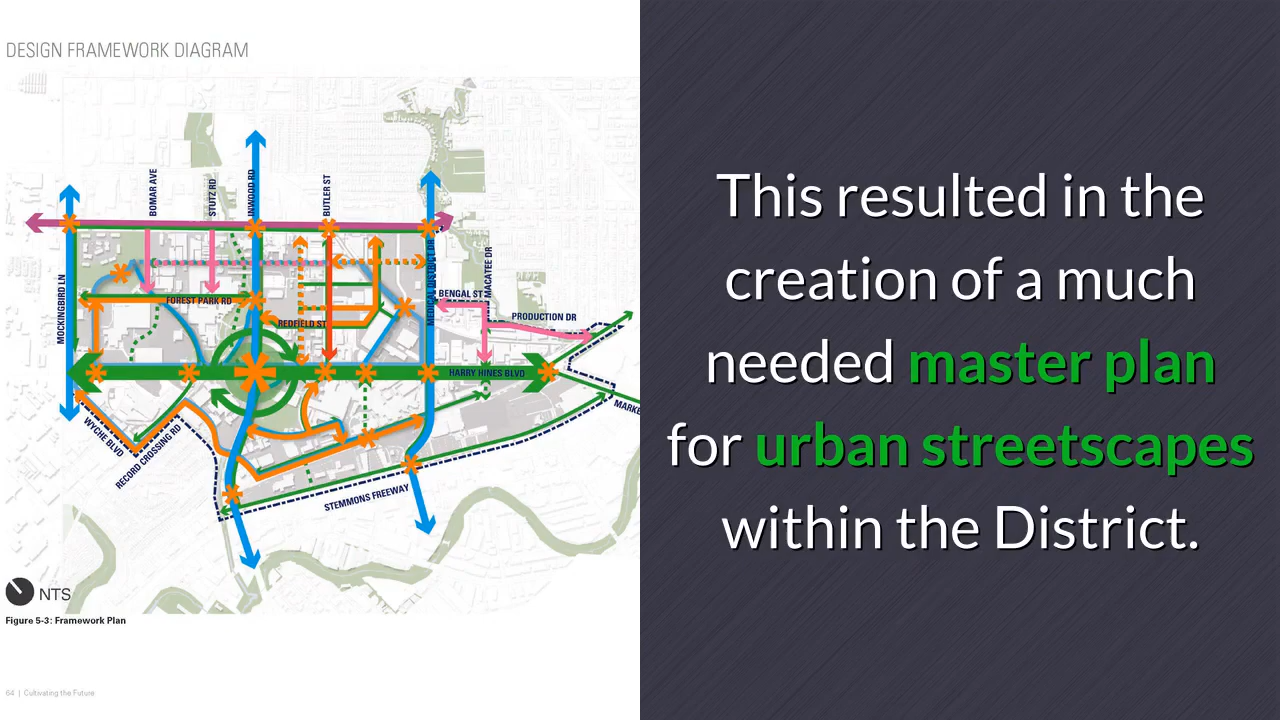 DESIGN FRAMEWORK DIAGRAM
BOMAR AVE
STUTZ RD
INWOOD RD
BUTLER ST
MOCKINGBIRD LN
MEDICAL DISTRICT DR
MACATEE DR
BENGAL ST
FOREST PARK RD
PRODUCTION DR
REDFIELD ST
HARRY HINES BLVD
MARKE
WYCHE BLVD
RECORD CROSSING RD
STEMMONS FREEWAY
NTS
Figure 5-3: Framework Plan
64 | Cultivating the Future
This resulted in the
creation of a much
needed master plan
for urban streetscapes
within the District.